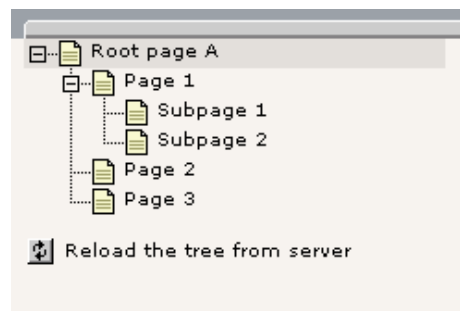 Root page A
Page 1
Subpage 1
Subpage 2
Page 2
Page 3
Reload the tree from server